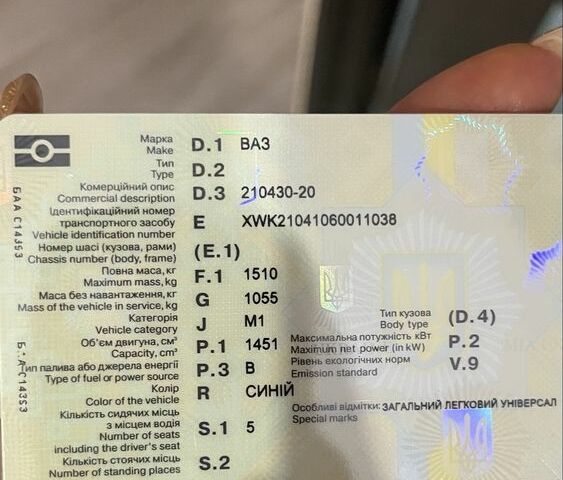 Марка
Make D.1 ВАЗ
Тип
Type D.2
Комерційний опис
Commercial description D.3 210430-20
Ідентифікаційний номер
транспортного засобу E XWK21041060011038
Vehicle identification number
Номер шасі (кузова, рами) (E.1)
Chassis number (body, frame)
Повна маса, кг F.1 1510
Maximum mass, kg
Маса без навантаження, кг G 1055
Mass of the vehicle in service, kg
Категорія J M1
Vehicle category
Об'єм двигуна, см³ P.1 1451
Capacity, cm³
Тип палива або джерела енергії P.3 B
Type of fuel or power source
Колір R СИНІЙ
Color of the vehicle
Кількість сидячих місць
з місцем водія S.1 5
Number of seats
including the driver's seat
Кількість стоячих місць S.2
Number of standing places
Тип кузова (D.4)
Body type
Максимальна потужність кВт P.2
Maximum net power (in kW)
Рівень екологічних норм V.9
Emission standard
Особливі відмітки: ЗАГАЛЬНИЙ ЛЕГКОВИЙ УНІВЕРСАЛ
Special marks